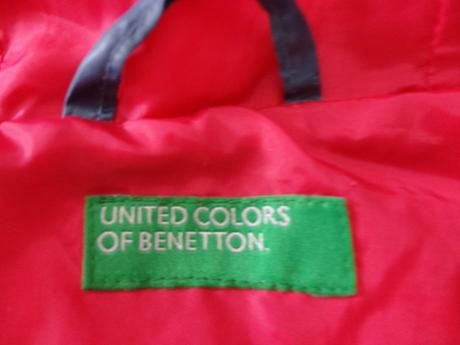 UNITED COLORS
OF BENETTON.